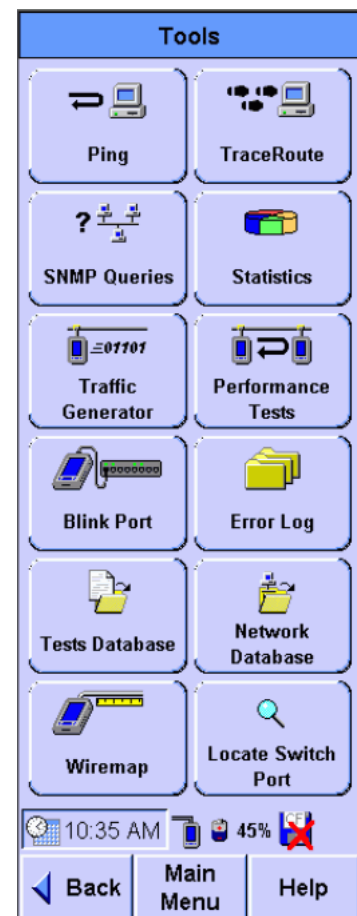 Tools
Ping
TraceRoute
?
SNMP Queries
Statistics
01101
Traffic
Generator
Performance
Tests
Blink Port
Error Log
Tests Database
Network
Database
Wiremap
Locate Switch
Port
10:35 AM
45%
CF
Back
Main
Menu
Help